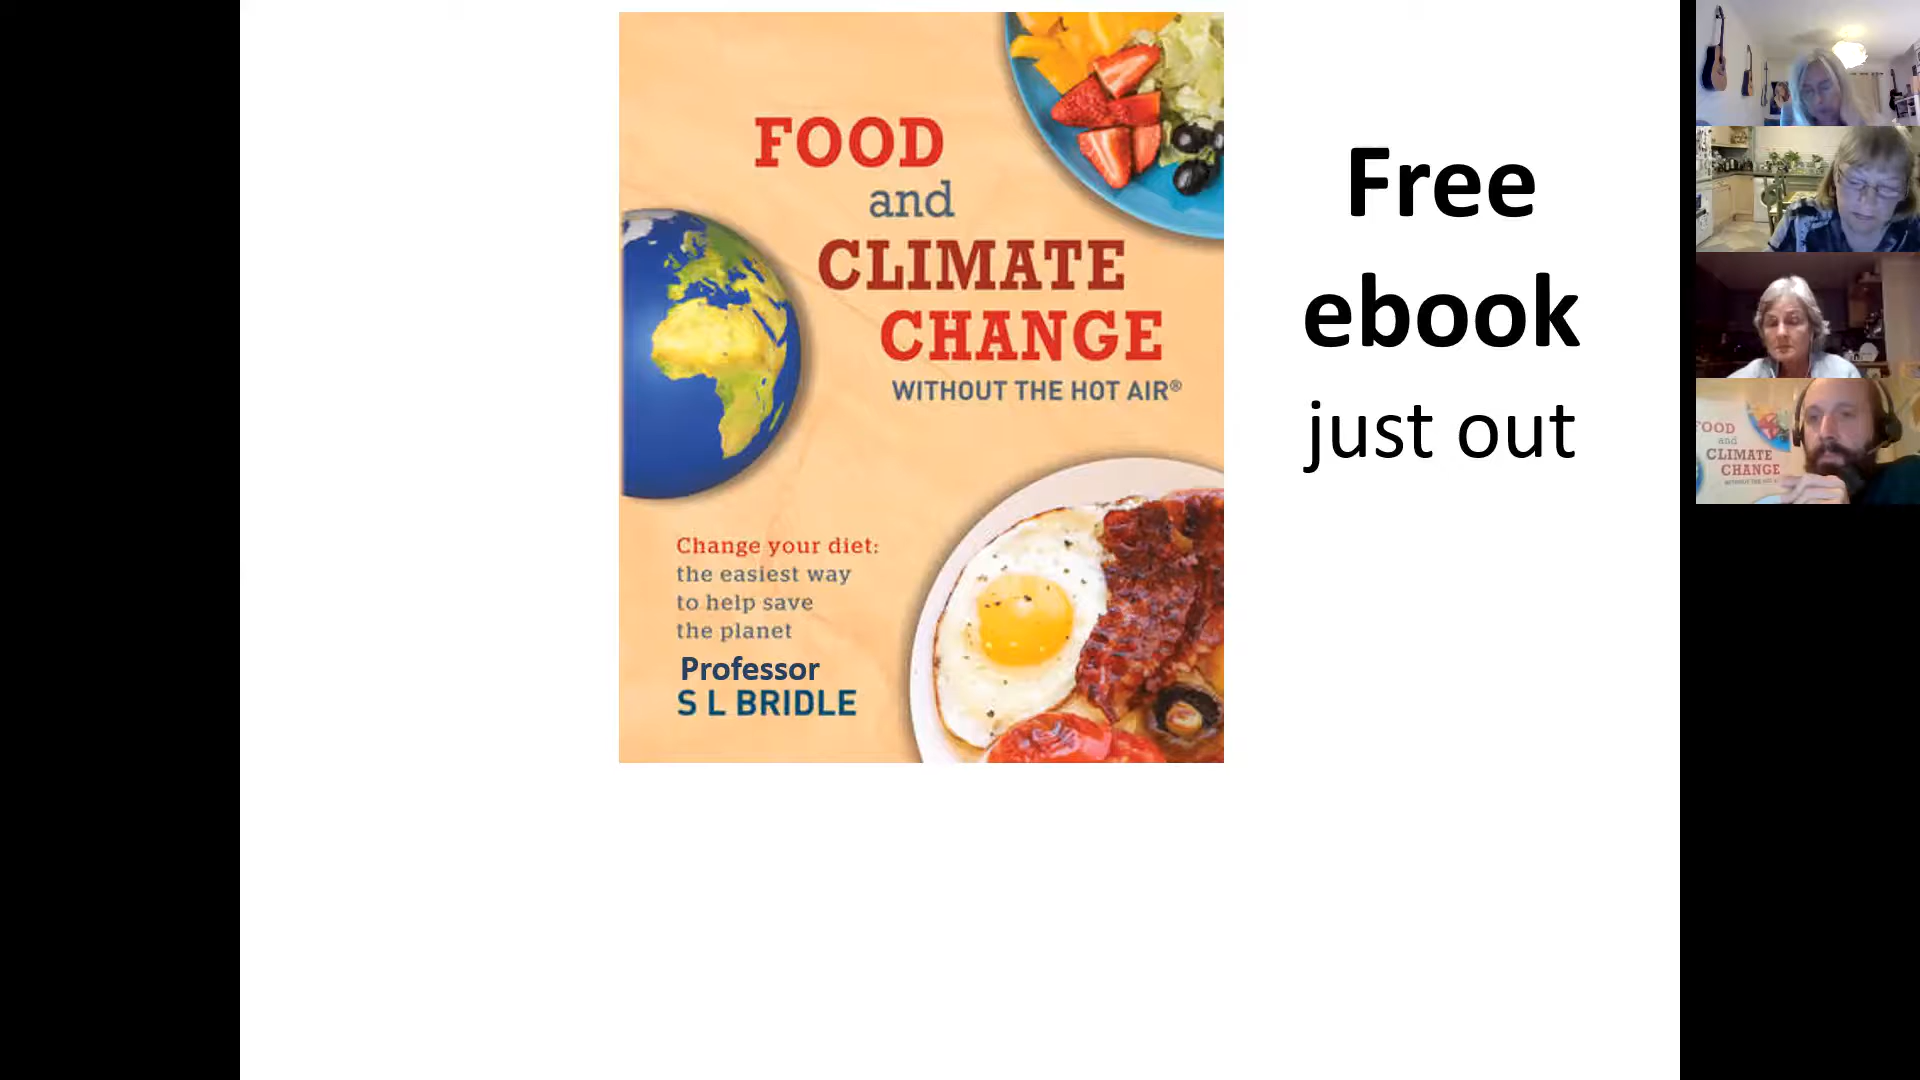 FOOD
and
CLIMATE
CHANGE
WITHOUT THE HOT AIR®
Change your diet:
the easiest way
to help save
the planet
Professor
S L BRIDLE
Free
ebook
just out
FOOD
and
CLIMATE
CHANGE